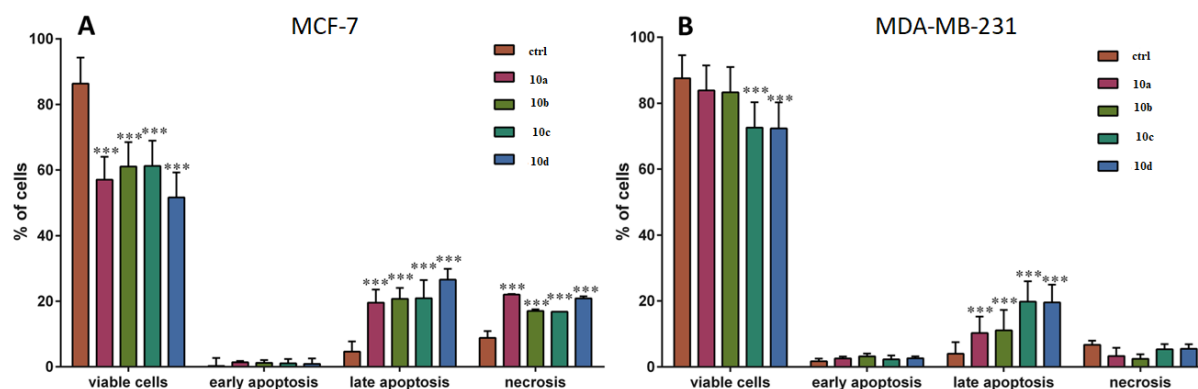 A MCF-7
100
80
60
40
20
0
% of cells
ctrl
10a
10b
10c
10d
***
***
***
***
***
***
***
***
***
***
***
***
viable cells early apoptosis late apoptosis necrosis
B MDA-MB-231
100
80
60
40
20
0
% of cells
ctrl
10a
10b
10c
10d
***
***
***
***
***
***
viable cells early apoptosis late apoptosis necrosis